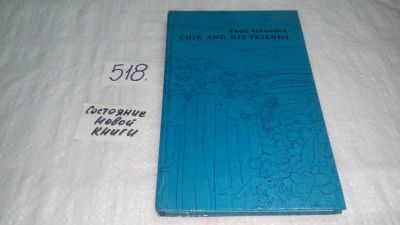 Fazil Iskander
CHIK AND HIS FRIENDS
518.
Состояние
новой
книги